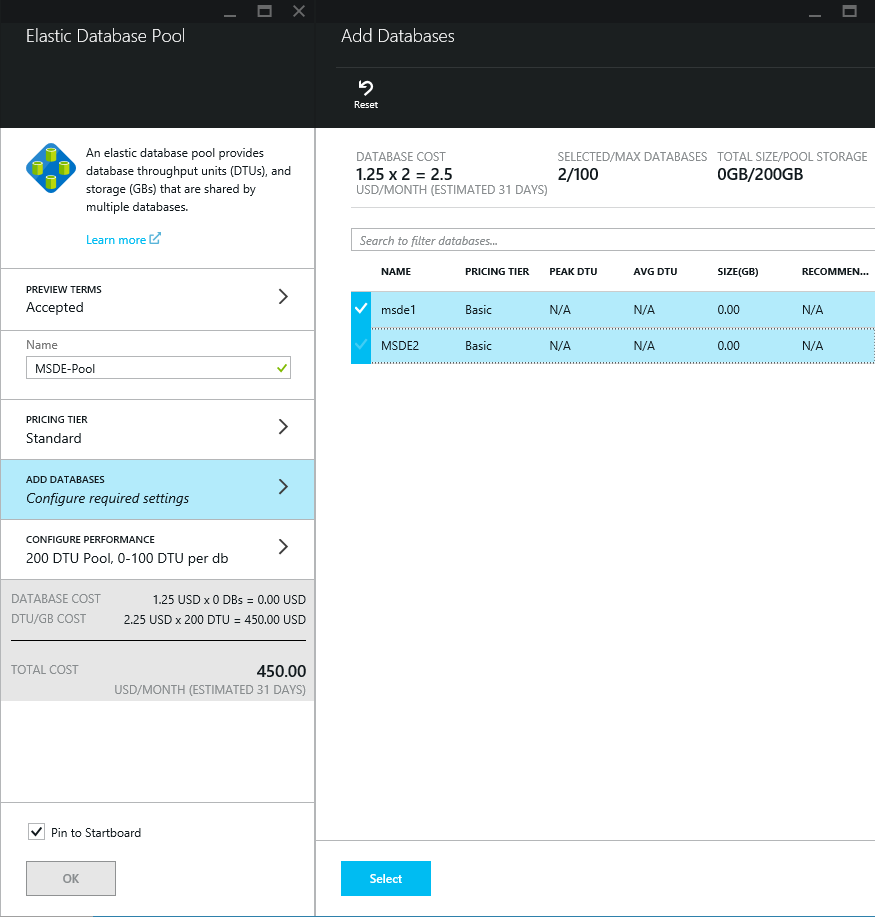 Elastic Database Pool
An elastic database pool provides
database throughput units (DTUs), and
storage (GBs) that are shared by
multiple databases.
Learn more
PREVIEW TERMS
Accepted
Name
MSDE-Pool
PRICING TIER
Standard
ADD DATABASES
Configure required settings
CONFIGURE PERFORMANCE
200 DTU Pool, 0-100 DTU per db
DATABASE COST 1.25 USD x 0 DBs = 0.00 USD
DTU/GB COST 2.25 USD x 200 DTU = 450.00 USD
TOTAL COST 450.00
USD/MONTH (ESTIMATED 31 DAYS)
Pin to Startboard
OK
Add Databases
Reset
DATABASE COST SELECTED/MAX DATABASES TOTAL SIZE/POOL STORAGE
1.25 x 2 = 2.5 2/100 0GB/200GB
USD/MONTH (ESTIMATED 31 DAYS)
Search to filter databases...
NAME PRICING TIER PEAK DTU AVG DTU SIZE(GB) RECOMMEN...
msde1 Basic N/A N/A 0.00 N/A
MSDE2 Basic N/A N/A 0.00 N/A
Select